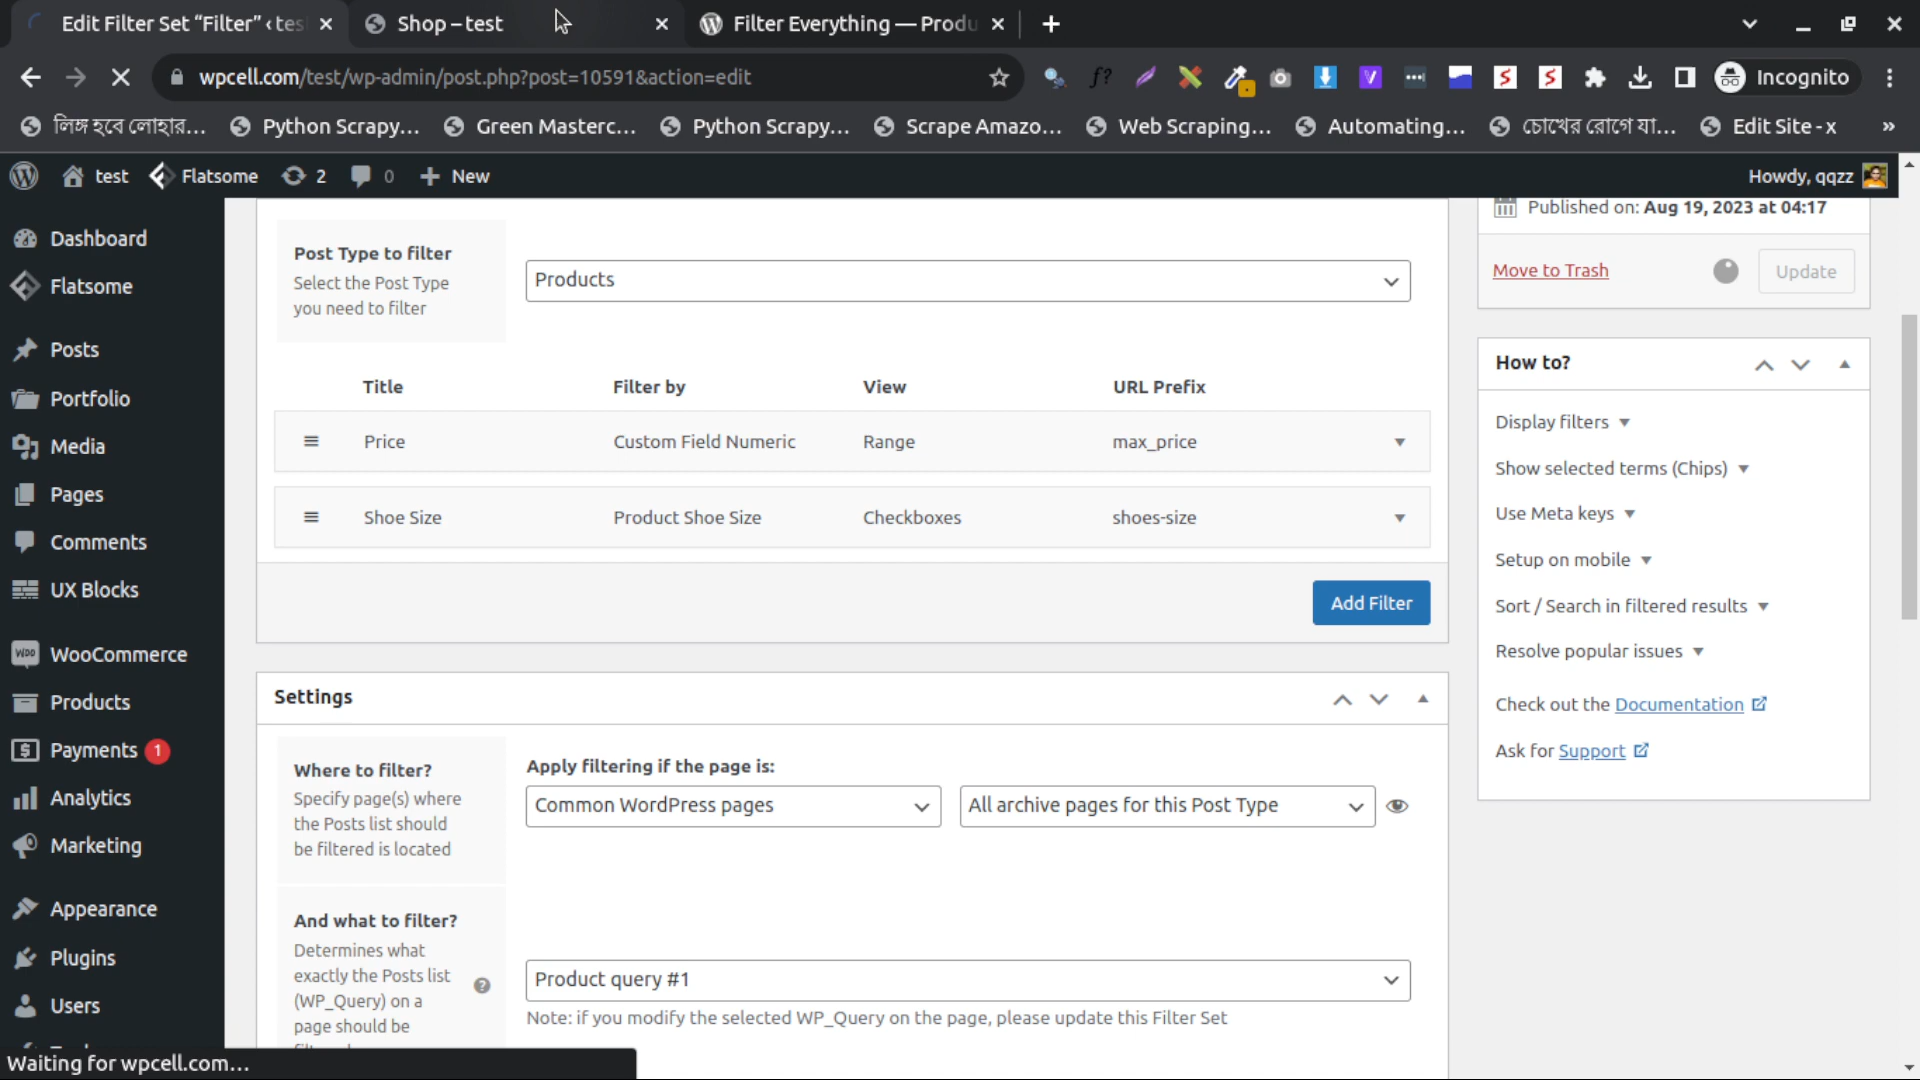 Edit Filter Set “Filter” ‹ tes
Shop – test
Filter Everything — Produ
wpcell.com/test/wp-admin/post.php?post=10591&action=edit
Incognito
লিঙ্গ হবে লোহার...
Python Scrapy...
Green Masterc...
Python Scrapy...
Scrape Amazo...
Web Scraping...
Automating...
চোখের রোগে যা...
Edit Site - x
»
test
Flatsome
2
0
New
Howdy, qqzz
Dashboard
Flatsome
Posts
Portfolio
Media
Pages
Comments
UX Blocks
WooCommerce
Products
Payments 1
Analytics
Marketing
Appearance
Plugins
Users
Post Type to filter
Select the Post Type
you need to filter
Products
Title Filter by View URL Prefix
Price Custom Field Numeric Range max_price
Shoe Size Product Shoe Size Checkboxes shoes-size
Add Filter
Settings
Where to filter?
Specify page(s) where
the Posts list should
be filtered is located
Apply filtering if the page is:
Common WordPress pages
All archive pages for this Post Type
And what to filter?
Determines what
exactly the Posts list
(WP_Query) on a
page should be
Product query #1
Note: if you modify the selected WP_Query on the page, please update this Filter Set
Published on: Aug 19, 2023 at 04:17
Move to Trash
Update
How to?
Display filters
Show selected terms (Chips)
Use Meta keys
Setup on mobile
Sort / Search in filtered results
Resolve popular issues
Check out the Documentation
Ask for Support
Waiting for wpcell.com...